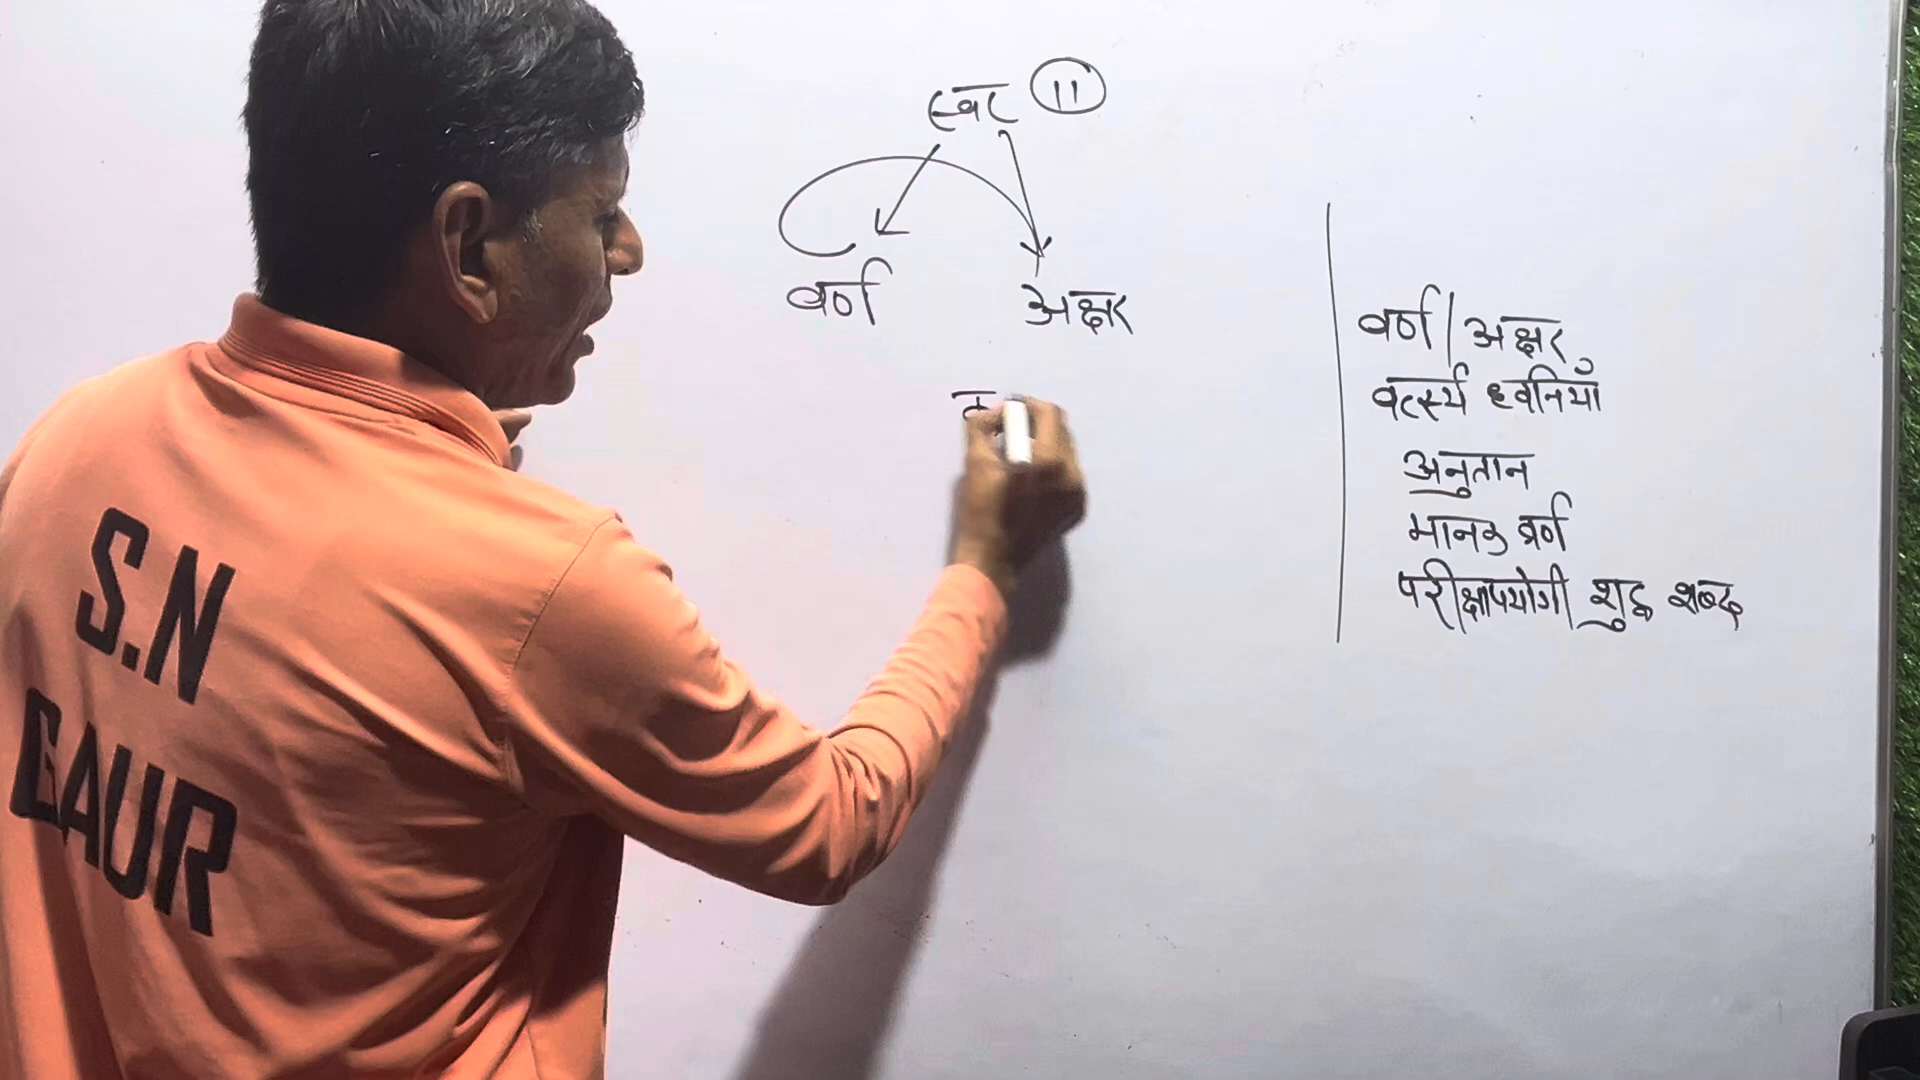 स्वर 11
वर्ण अक्षर
वर्ण / अक्षर
वर्त्स्य ध्वनियाँ
अनुतान
मानक वर्ण
परीक्षापयोगी शुद्ध शब्द
S.N
GAUR